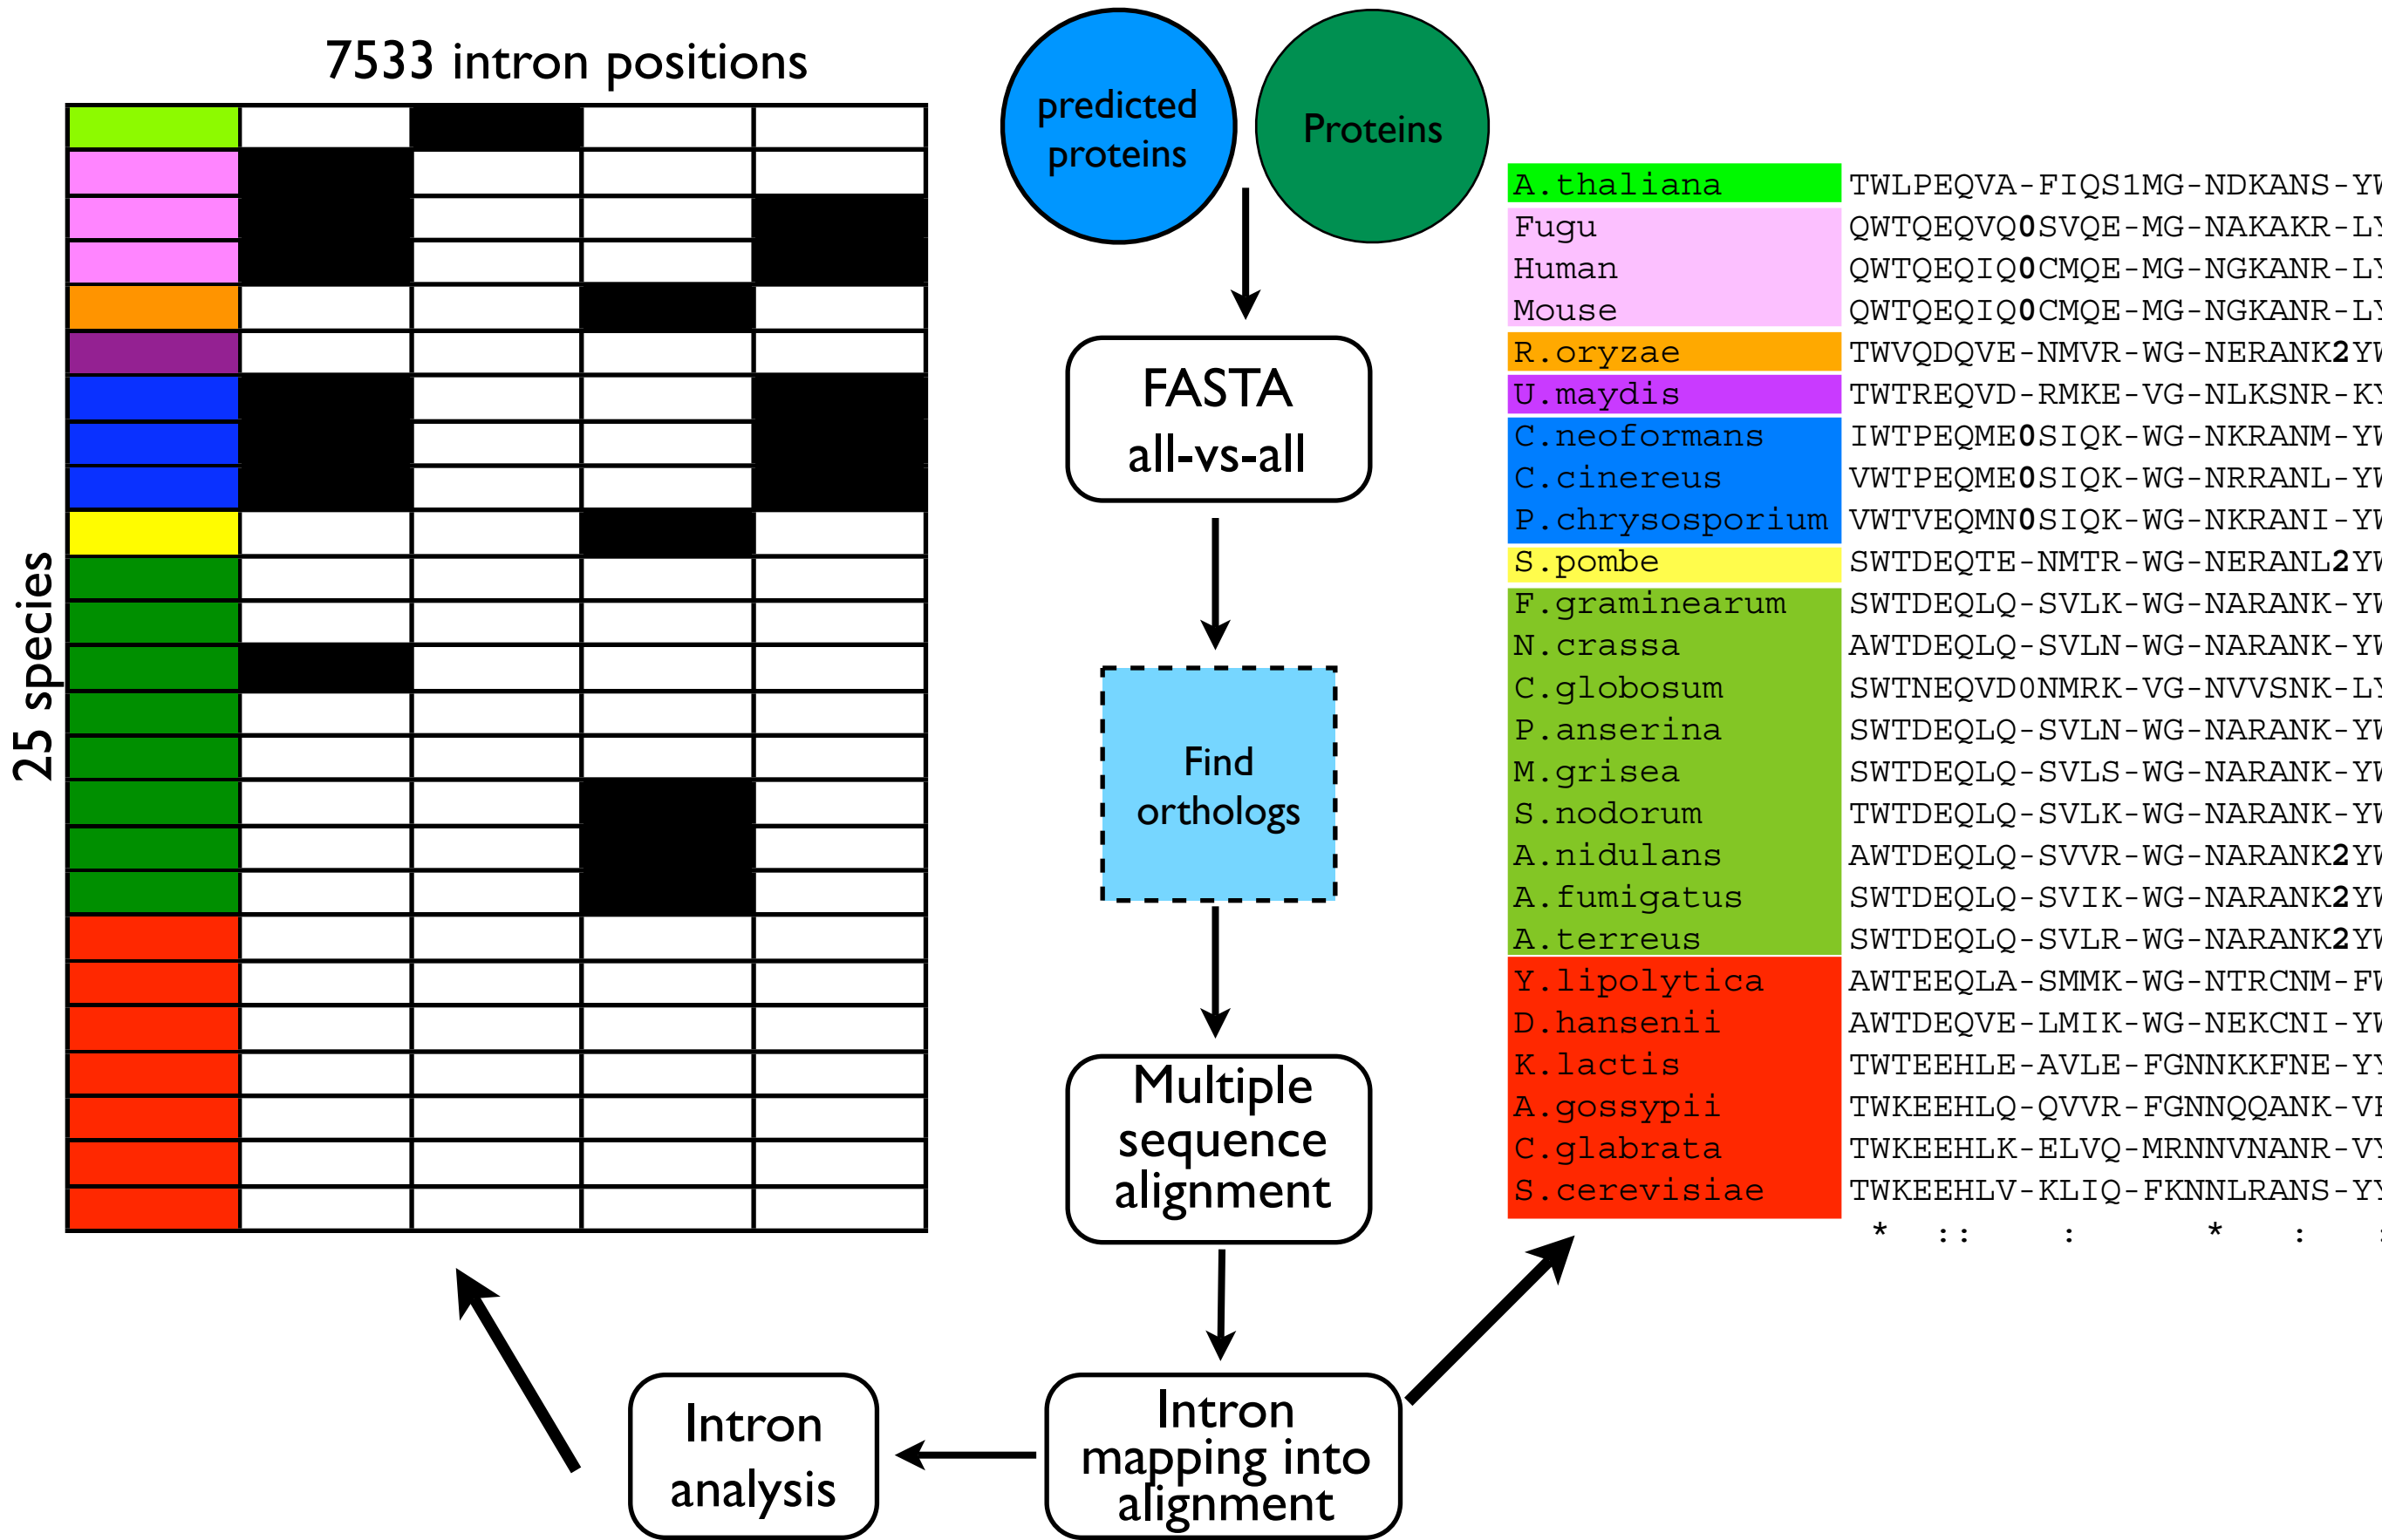 7533 intron positions
25 species
predicted
proteins
Proteins
FASTA
all-vs-all
Find
orthologs
Multiple
sequence
alignment
Intron
mapping into
alignment
Intron
analysis
A.thaliana TWLPEQVA-FIQS1MG-NDKANS-YW
Fugu QWTQEQVQ0SVQE-MG-NAKAKR-LY
Human QWTQEQIQ0CMQE-MG-NGKANR-LY
Mouse QWTQEQIQ0CMQE-MG-NGKANR-LY
R.oryzae TWVQDQVE-NMVR-WG-NERANK2YW
U.maydis TWTREQVD-RMKE-VG-NLKSNR-KY
C.neoformans IWTPEQME0SIQK-WG-NKRANM-YW
C.cinereus VWTPEQME0SIQK-WG-NRRANL-YW
P.chrysosporium VWTVEQMN0SIQK-WG-NKRANI-YW
S.pombe SWTDEQTE-NMTR-WG-NERANL2YW
F.graminearum SWTDEQLQ-SVLK-WG-NARANK-YW
N.crassa AWTDEQLQ-SVLN-WG-NARANK-YW
C.globosum SWTNEQVD0NMRK-VG-NVVSNK-LY
P.anserina SWTDEQLQ-SVLN-WG-NARANK-YW
M.grisea SWTDEQLQ-SVLS-WG-NARANK-YW
S.nodorum TWTDEQLQ-SVLK-WG-NARANK-YW
A.nidulans AWTDEQLQ-SVVR-WG-NARANK2YW
A.fumigatus SWTDEQLQ-SVIK-WG-NARANK2YW
A.terreus SWTDEQLQ-SVLR-WG-NARANK2YW
Y.lipolytica AWTEEQLA-SMMK-WG-NTRCNM-FW
D.hansenii AWTDEQVE-LMIK-WG-NEKCNI-YW
K.lactis TWTEEHLE-AVLE-FGNNKKFNE-YY
A.gossypii TWKEEHLQ-QVVR-FGNNQQANK-V
C.glabrata TWKEEHLK-ELVQ-MRNNVNANR-VY
S.cerevisiae TWKEEHLV-KLIQ-FKNNLRANS-YY
* :: : * : :